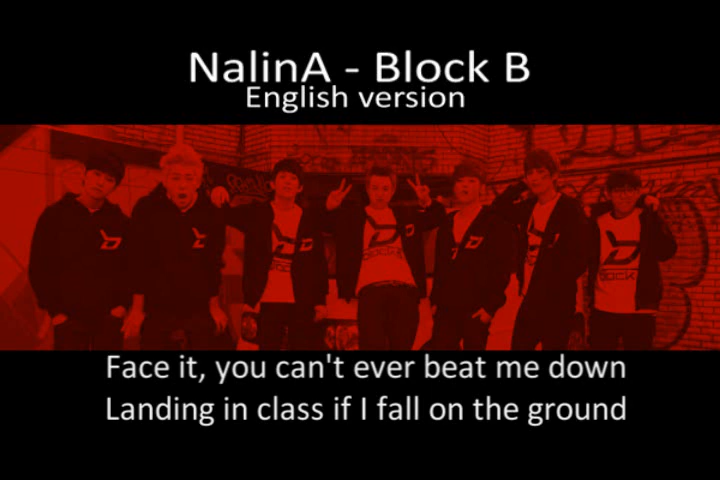 NalinA - Block B
English version
BLOCKB
Face it, you can't ever beat me down
Landing in class if I fall on the ground